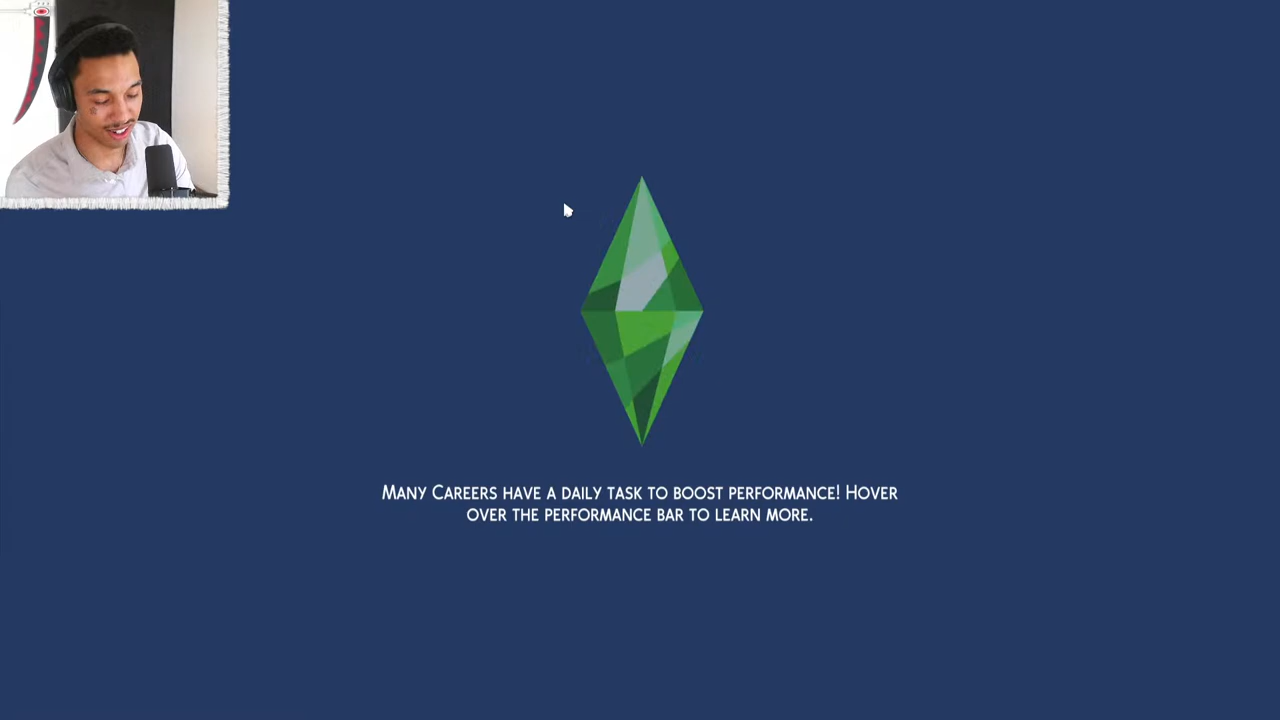 Many Careers have a daily task to boost performance! Hover
over the performance bar to learn more.